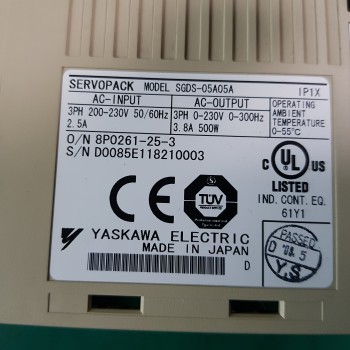 SERVOPACK MODEL SGDS-05A05A IP1X
AC-INPUT AC-OUTPUT OPERATING AMBIENT TEMPERATURE 0-55°C
3PH 200-230V 50/60Hz 3PH 0-230V 0-300Hz
2.5A 3.8A 500W
O/N 8P0261-25-3
S/N D0085E118210003
C UL US
LISTED
IND. CONT. EQ.
61Y1
TÜV
YASKAWA ELECTRIC
MADE IN JAPAN
D
PASSED
D '08.5
Y.S